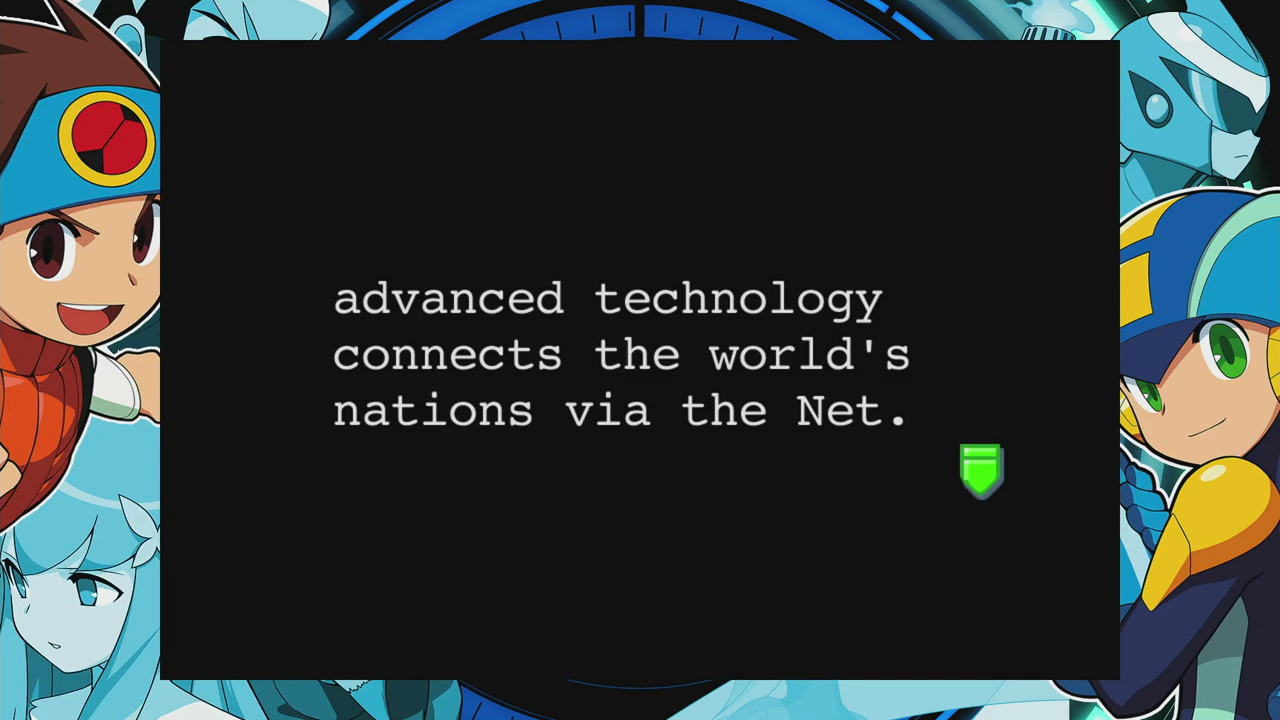 advanced technology
connects the world's
nations via the Net.